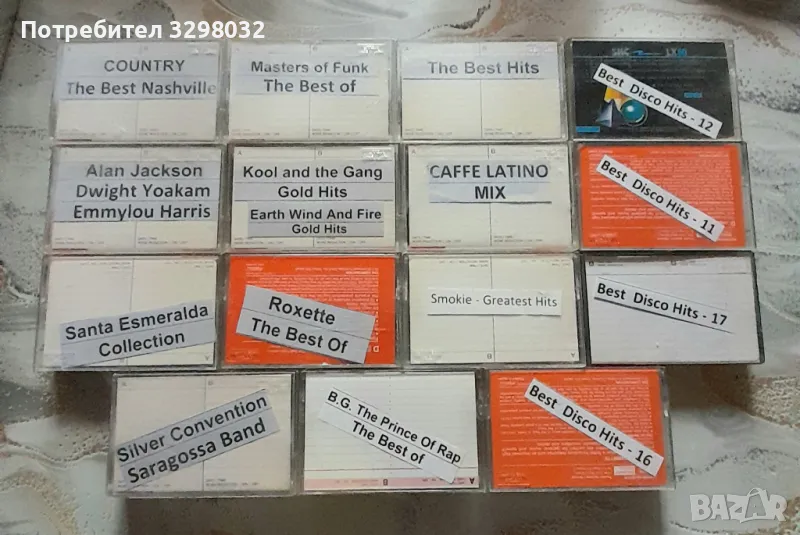 Потребител 3298032
COUNTRY
The Best Nashville
Masters of Funk
The Best of
The Best Hits
Best Disco Hits - 12
Alan Jackson
Dwight Yoakam
Emmylou Harris
Kool and the Gang
Gold Hits
Earth Wind And Fire
Gold Hits
CAFFE LATINO
MIX
Best Disco Hits - 11
Santa Esmeralda
Collection
Roxette
The Best Of
Smokie - Greatest Hits
Best Disco Hits - 17
Silver Convention
Saragossa Band
B.G. The Prince Of Rap
The Best of
Best Disco Hits - 16
BAZAR